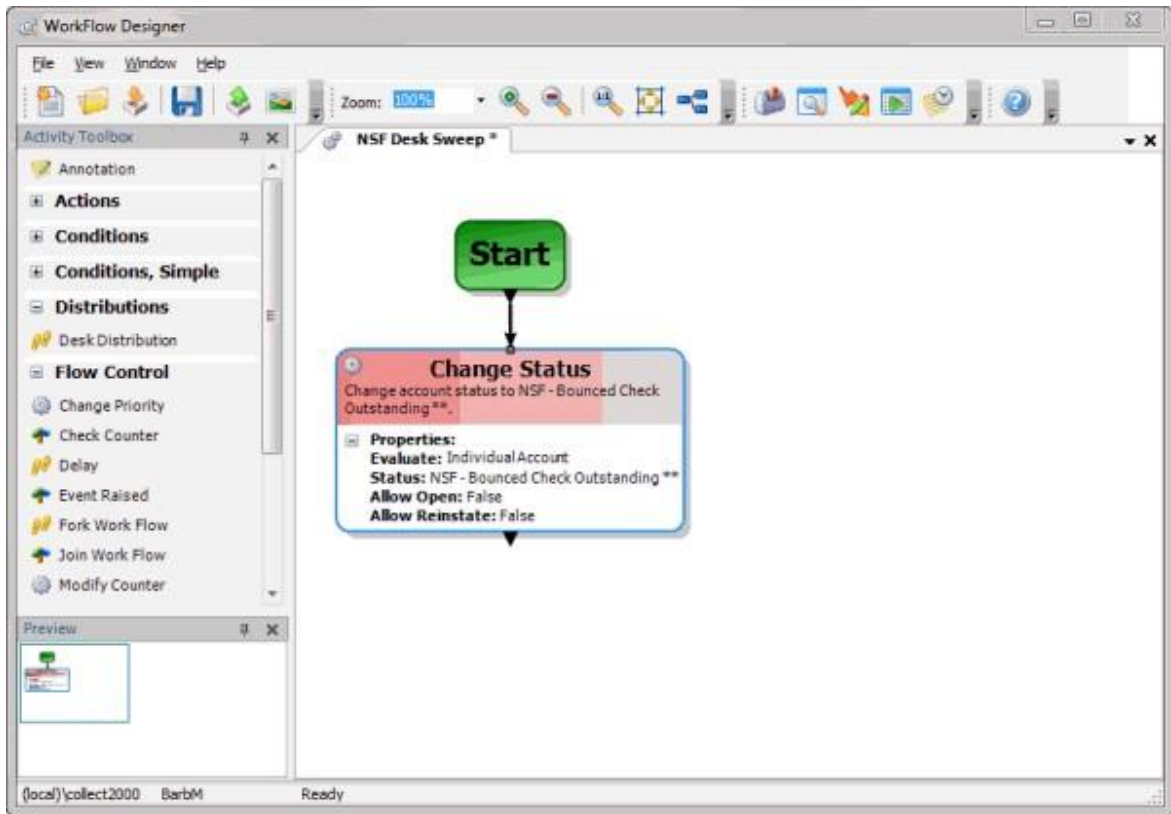 WorkFlow Designer
File View Window Help
Zoom: 100%
Activity Toolbox
NSF Desk Sweep *
Annotation
Actions
Conditions
Conditions, Simple
Distributions
Desk Distribution
Flow Control
Change Priority
Check Counter
Delay
Event Raised
Fork Work Flow
Join Work Flow
Modify Counter
Start
Change Status
Change account status to NSF - Bounced Check
Outstanding **.
Properties:
Evaluate: Individual Account
Status: NSF - Bounced Check Outstanding **
Allow Open: False
Allow Reinstate: False
Preview
(local)\collect2000 BarbM Ready